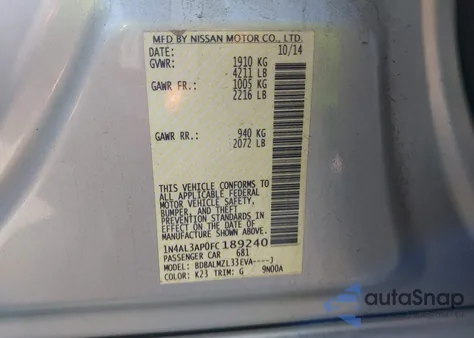 MFD BY NISSAN MOTOR CO., LTD.
DATE: 10/14
GVWR: 1910 KG
4211 LB
GAWR FR.: 1005 KG
2216 LB
GAWR RR.: 940 KG
2072 LB
THIS VEHICLE CONFORMS TO
ALL APPLICABLE FEDERAL
MOTOR VEHICLE SAFETY,
BUMPER, AND THEFT
PREVENTION STANDARDS IN
EFFECT ON THE DATE OF
MANUFACTURE SHOWN ABOVE.
1N4AL3AP0FC189240
PASSENGER CAR 681
MODEL: BDBALMZL33EVA----J
COLOR: K23 TRIM: G 9N00A
autoSnap